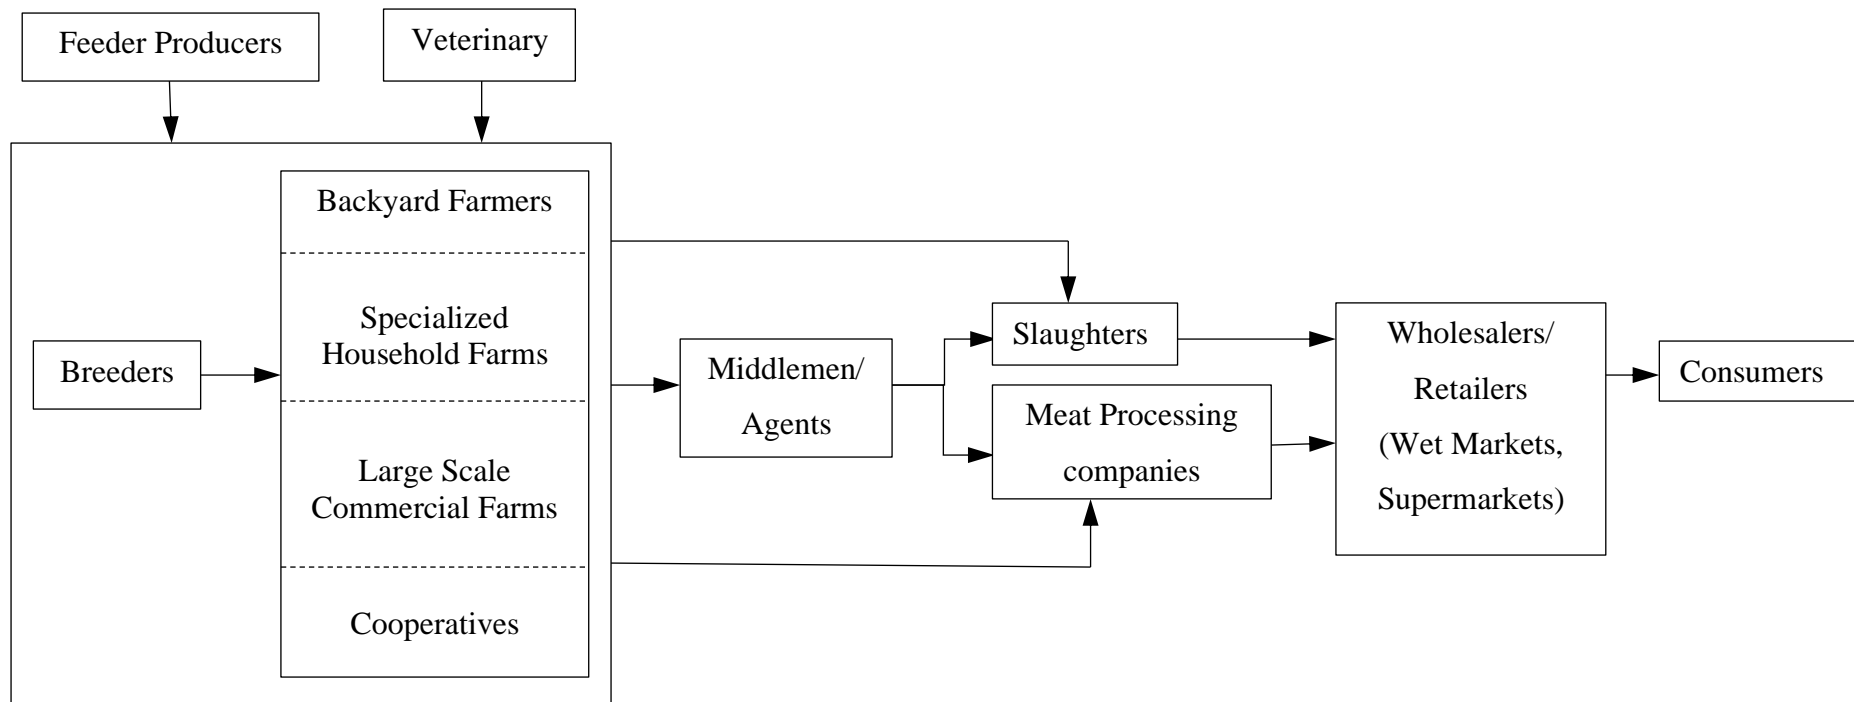 Feeder Producers
Veterinary
Backyard Farmers
Specialized
Household Farms
Breeders
Large Scale
Commercial Farms
Cooperatives
Middlemen/
Agents
Slaughters
Meat Processing
companies
Wholesalers/
Retailers
(Wet Markets,
Supermarkets)
Consumers